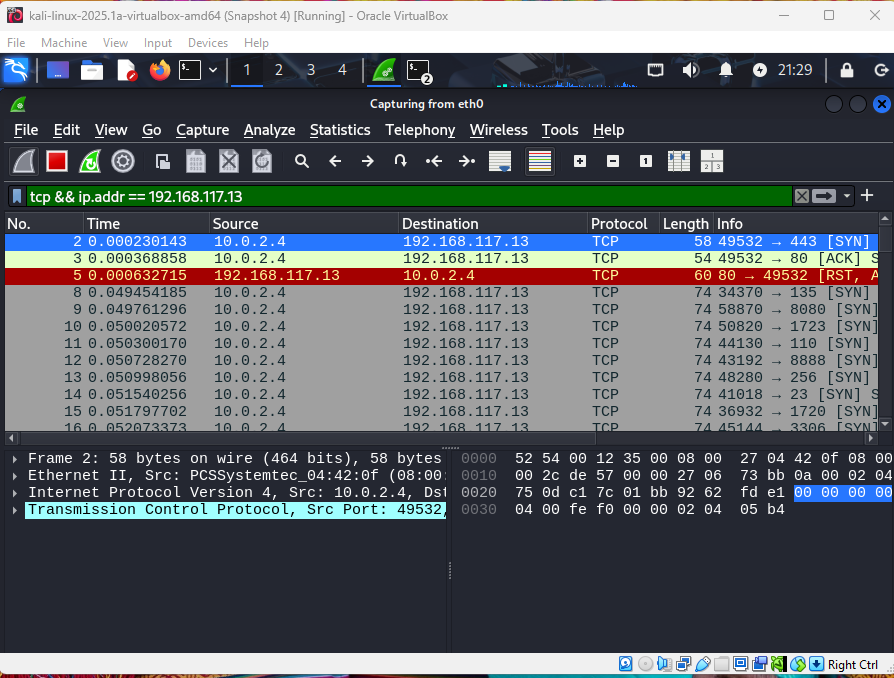 kali-linux-2025.1a-virtualbox-amd64 (Snapshot 4) [Running] - Oracle VirtualBox
File Machine View Input Devices Help
1 2 3 4 2 21:29
Capturing from eth0
File Edit View Go Capture Analyze Statistics Telephony Wireless Tools Help
tcp && ip.addr == 192.168.117.13
No. Time Source Destination Protocol Length Info
2 0.000230143 10.0.2.4 192.168.117.13 TCP 58 49532 → 443 [SYN]
3 0.000368858 10.0.2.4 192.168.117.13 TCP 54 49532 → 80 [ACK] S
5 0.000632715 192.168.117.13 10.0.2.4 TCP 60 80 → 49532 [RST, A
8 0.049454185 10.0.2.4 192.168.117.13 TCP 74 34370 → 135 [SYN]
9 0.049761296 10.0.2.4 192.168.117.13 TCP 74 58870 → 8080 [SYN]
10 0.050020572 10.0.2.4 192.168.117.13 TCP 74 50820 → 1723 [SYN]
11 0.050300170 10.0.2.4 192.168.117.13 TCP 74 44130 → 110 [SYN]
12 0.050728270 10.0.2.4 192.168.117.13 TCP 74 43192 → 8888 [SYN]
13 0.050998056 10.0.2.4 192.168.117.13 TCP 74 48280 → 256 [SYN]
14 0.051540256 10.0.2.4 192.168.117.13 TCP 74 41018 → 23 [SYN] S
15 0.051797702 10.0.2.4 192.168.117.13 TCP 74 36932 → 1720 [SYN]
16 0.052073373 10.0.2.4 192.168.117.13 TCP 74 45144 → 3306 [SYN]
Frame 2: 58 bytes on wire (464 bits), 58 bytes
Ethernet II, Src: PCSSystemtec_04:42:0f (08:00:
Internet Protocol Version 4, Src: 10.0.2.4, Dst
Transmission Control Protocol, Src Port: 49532,
0000 52 54 00 12 35 00 08 00 27 04 42 0f 08 00
0010 00 2c de 57 00 00 27 06 73 bb 0a 00 02 04
0020 75 0d c1 7c 01 bb 92 62 fd e1 00 00 00 00
0030 04 00 fe f0 00 00 02 04 05 b4
Right Ctrl